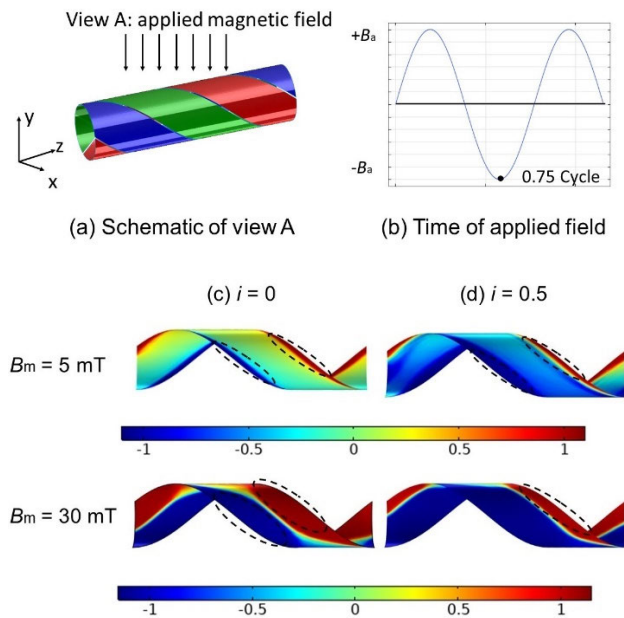 View A: applied magnetic field
y
z
x
(a) Schematic of view A
+Ba
-Ba
0.75 Cycle
(b) Time of applied field
(c) i = 0
(d) i = 0.5
Bm = 5 mT
-1 -0.5 0 0.5 1
Bm = 30 mT
-1 -0.5 0 0.5 1